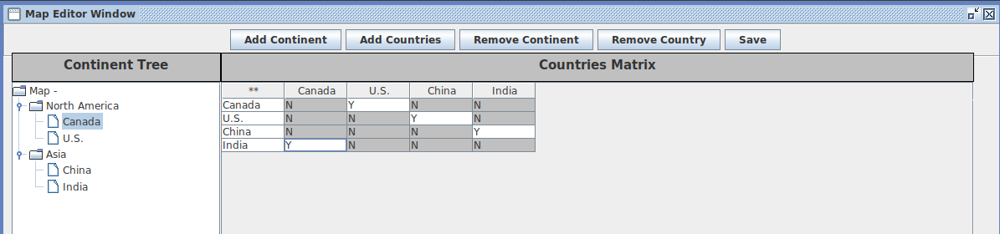 Map Editor Window
Add Continent Add Countries Remove Continent Remove Country Save
Continent Tree Countries Matrix
Map -
North America
Canada
U.S.
Asia
China
India
** Canada U.S. China India
Canada N Y N N
U.S. N N Y N
China N N N Y
India Y N N N